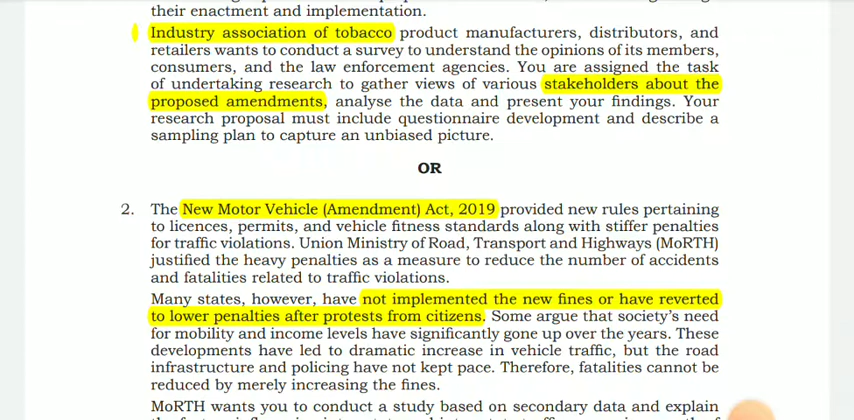 their enactment and implementation.
Industry association of tobacco product manufacturers, distributors, and
retailers wants to conduct a survey to understand the opinions of its members,
consumers, and the law enforcement agencies. You are assigned the task
of undertaking research to gather views of various stakeholders about the
proposed amendments, analyse the data and present your findings. Your
research proposal must include questionnaire development and describe a
sampling plan to capture an unbiased picture.
OR
2. The New Motor Vehicle (Amendment) Act, 2019 provided new rules pertaining
to licences, permits, and vehicle fitness standards along with stiffer penalties
for traffic violations. Union Ministry of Road, Transport and Highways (MoRTH)
justified the heavy penalties as a measure to reduce the number of accidents
and fatalities related to traffic violations.
Many states, however, have not implemented the new fines or have reverted
to lower penalties after protests from citizens. Some argue that society's need
for mobility and income levels have significantly gone up over the years. These
developments have led to dramatic increase in vehicle traffic, but the road
infrastructure and policing have not kept pace. Therefore, fatalities cannot be
reduced by merely increasing the fines.
MoRTH wants you to conduct a study based on secondary data and explain